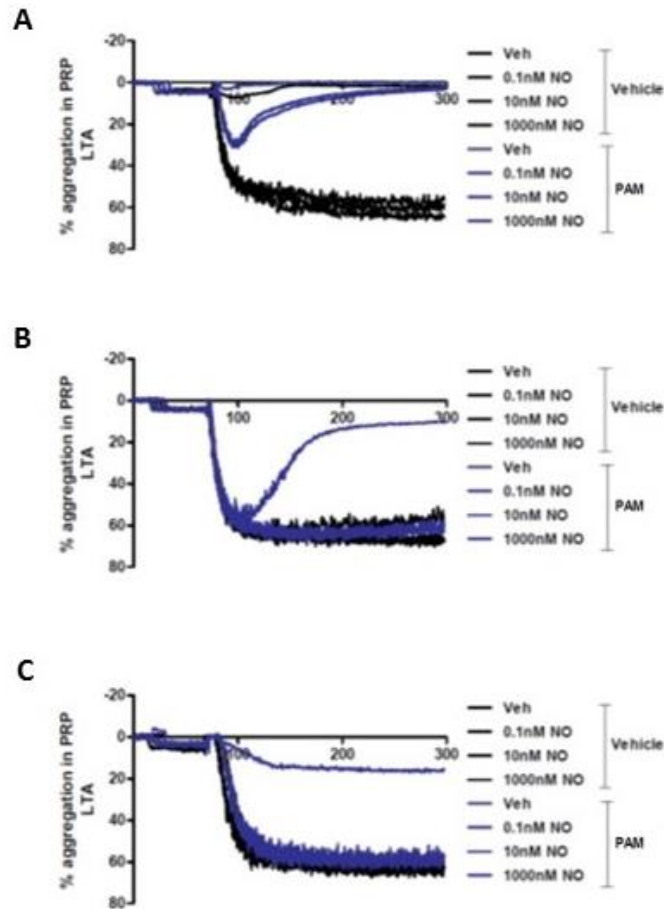 A
% aggregation in PRP
LTA
-20
0
20
40
60
80
100
200
300
Veh
0.1nM NO
10nM NO
1000nM NO
Vehicle
Veh
0.1nM NO
10nM NO
1000nM NO
PAM
B
% aggregation in PRP
LTA
-20
0
20
40
60
80
100
200
300
Veh
0.1nM NO
10nM NO
1000nM NO
Vehicle
Veh
0.1nM NO
10nM NO
1000nM NO
PAM
C
% aggregation in PRP
LTA
-20
0
20
40
60
80
100
200
300
Veh
0.1nM NO
10nM NO
1000nM NO
Vehicle
Veh
0.1nM NO
10nM NO
1000nM NO
PAM